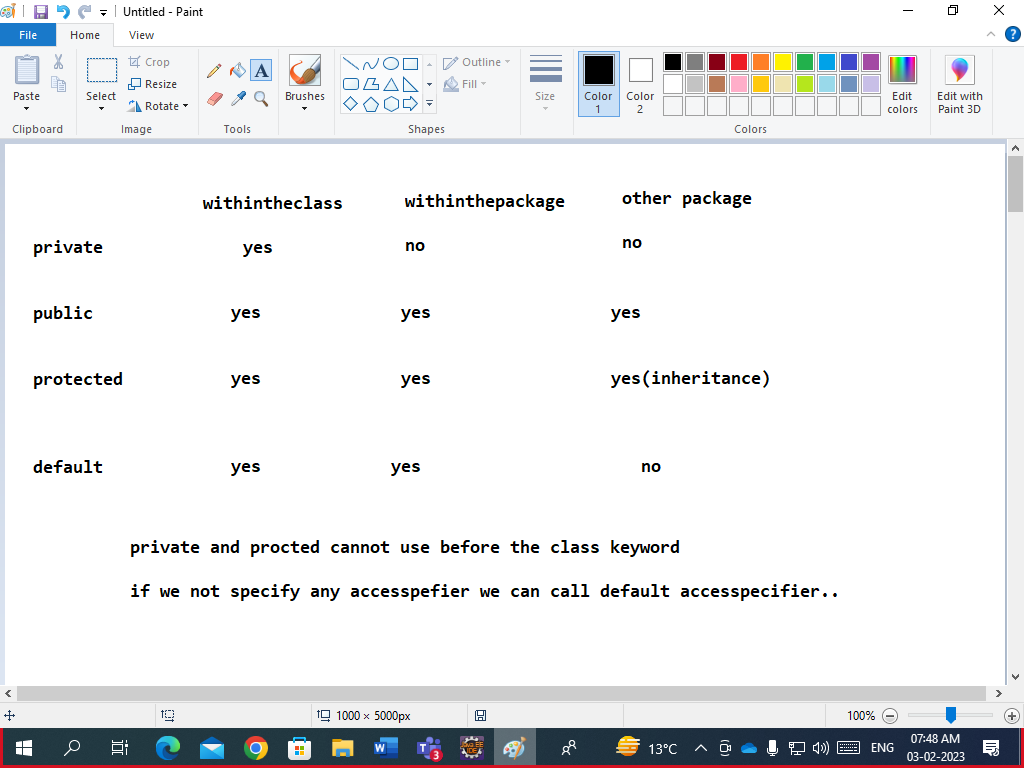 Untitled - Paint
File Home View
Paste
Clipboard
Select
Crop
Resize
Rotate
Image
Tools
Brushes
Shapes
Outline
Fill
Size
Color 1
Color 2
Colors
Edit colors
Edit with Paint 3D
withintheclass withinthepackage other package
private yes no no
public yes yes yes
protected yes yes yes(inheritance)
default yes yes no
private and procted cannot use before the class keyword
if we not specify any accesspefier we can call default accesspecifier..
1000 × 5000px 100%
13°C ENG 07:48 AM
03-02-2023